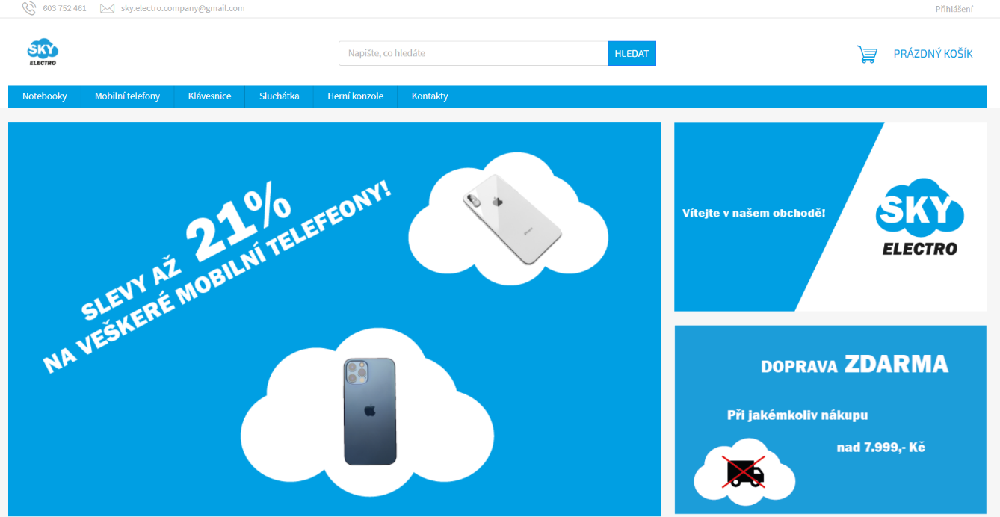 603 752 461
sky.electro.company@gmail.com
Přihlášení
SKY
ELECTRO
Napište, co hledáte
HLEDAT
PRÁZDNÝ KOŠÍK
Notebooky
Mobilní telefony
Klávesnice
Sluchátka
Herní konzole
Kontakty
SLEVY AŽ 21%
NA VEŠKERÉ MOBILNÍ TELEFEONY!
iPhone
Vítejte v našem obchodě!
SKY
ELECTRO
DOPRAVA ZDARMA
Při jakémkoliv nákupu
nad 7.999,- Kč